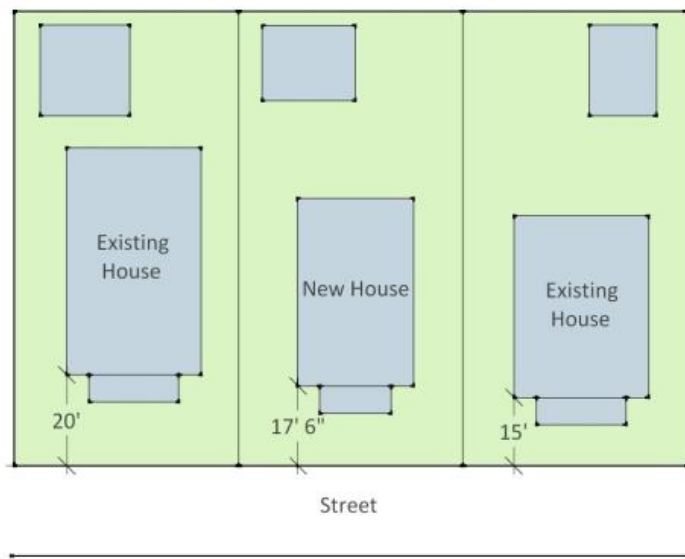 Existing
House
New House
Existing
House
20'
17' 6"
15'
Street